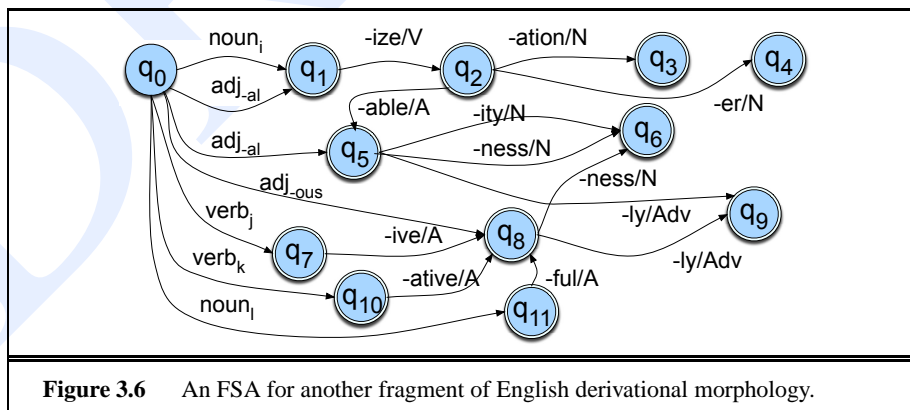 noun_i -ize/V -ation/N
q_0 q_1 q_2 q_3 q_4
adj_-al -er/N
-able/A -ity/N
adj_-al q_5 q_6
-ness/N
adj_-ous -ness/N
verb_j -ly/Adv q_9
q_7 -ive/A q_8
verb_k -ly/Adv
q_10 -ative/A -ful/A
noun_l q_11
Figure 3.6 An FSA for another fragment of English derivational morphology.